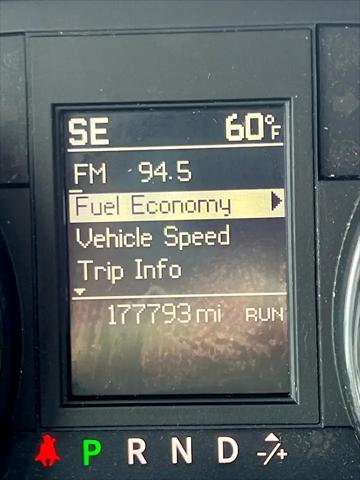 SE 60°F
FM 94.5
Fuel Economy
Vehicle Speed
Trip Info
177793 mi RUN
P R N D -/+